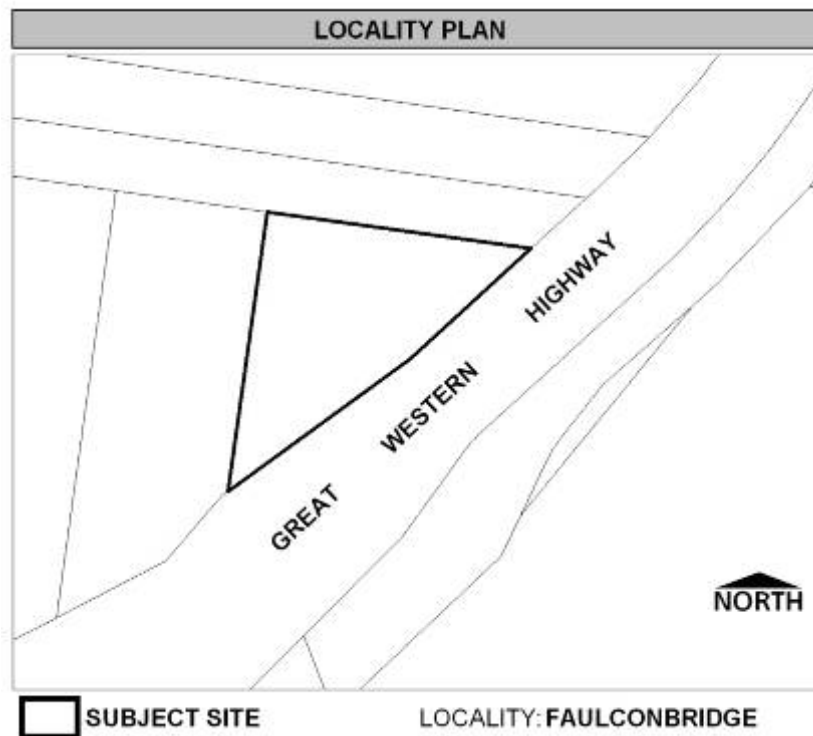 LOCALITY PLAN
GREAT WESTERN HIGHWAY
NORTH
SUBJECT SITE
LOCALITY: FAULCONBRIDGE